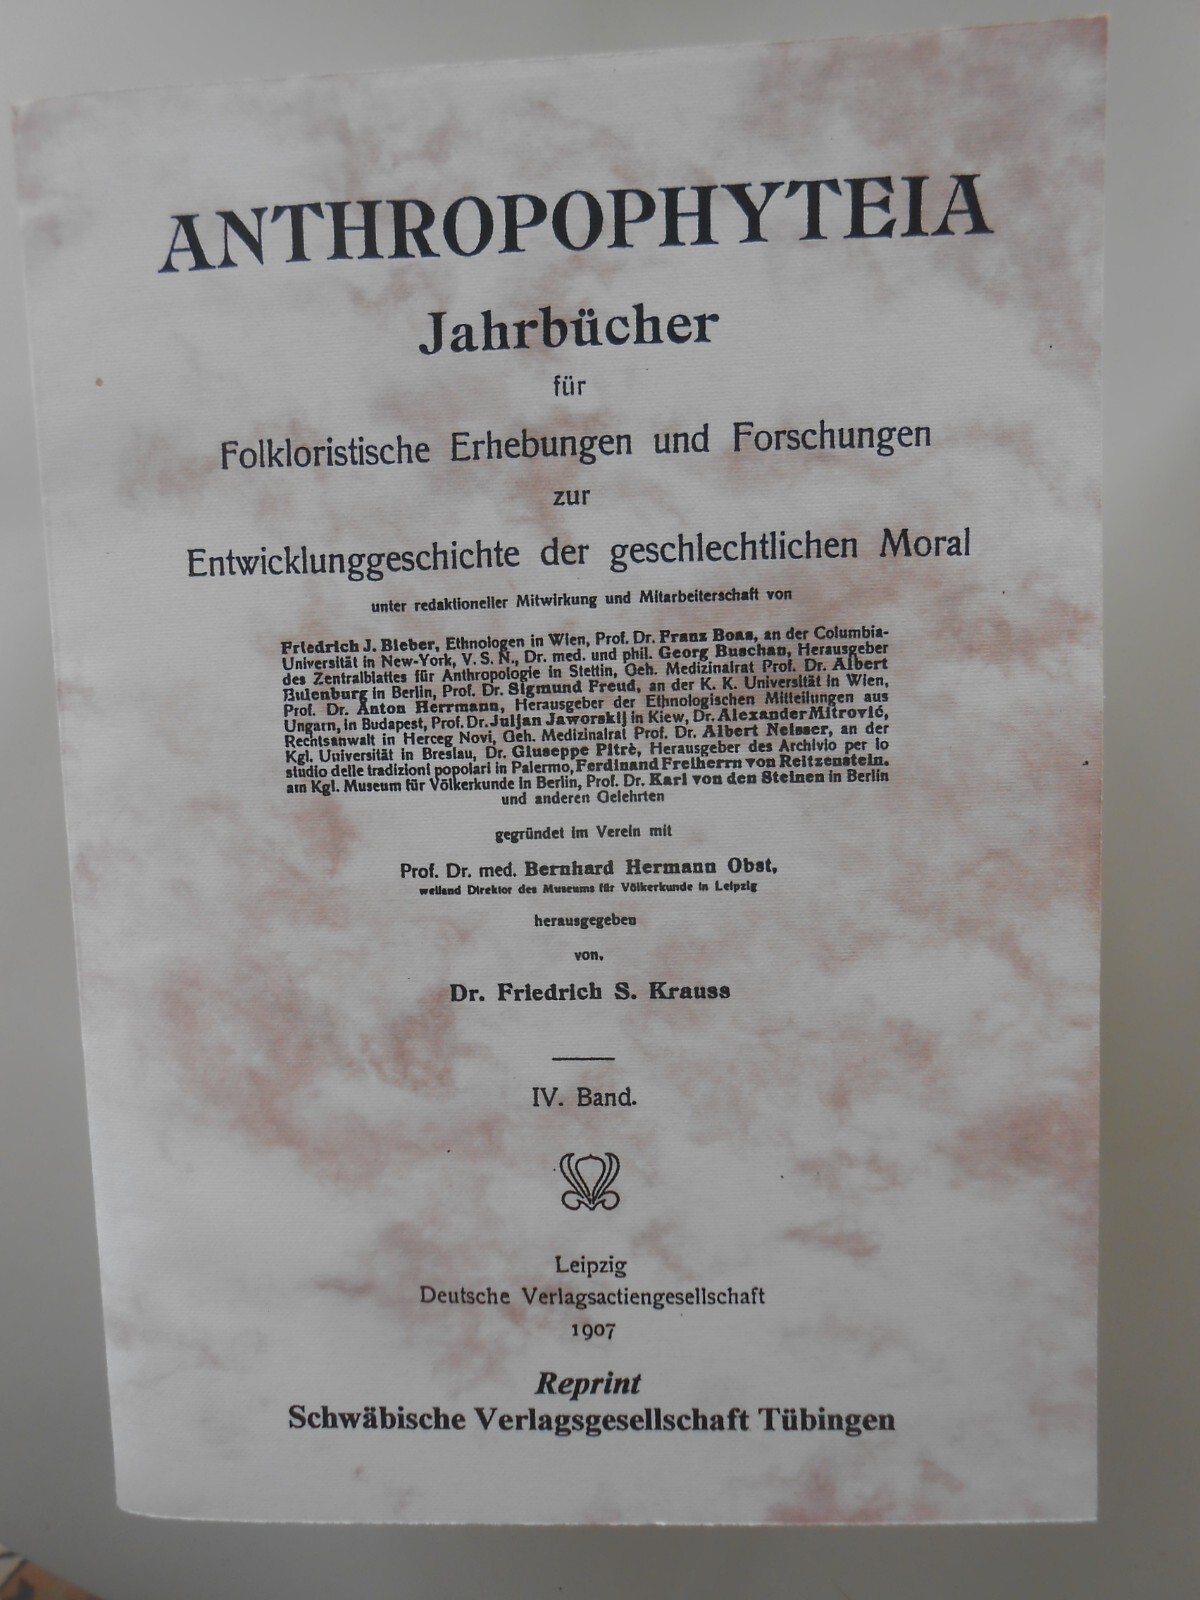 ANTHROPOPHYTEIA
Jahrbücher
für
Folkloristische Erhebungen und Forschungen
zur
Entwicklunggeschichte der geschlechtlichen Moral
unter redaktioneller Mitwirkung und Mitarbeiterschaft von
Friedrich J. Bieber, Ethnologen in Wien, Prof. Dr. Franz Boas, an der Columbia-
Universität in New-York, V. S. N., Dr. med. und phil. Georg Buschan, Herausgeber
des Zentralblattes für Anthropologie in Stettin, Geh. Medizinalrat Prof. Dr. Albert
Eulenburg in Berlin, Prof. Dr. Sigmund Freud, an der K. K. Universität in Wien,
Prof. Dr. Anton Herrmann, Herausgeber der Ethnologischen Mitteilungen aus
Ungarn, in Budapest, Prof. Dr. Juljan Jaworskij in Kiew, Dr. Alexander Mitrović,
Rechtsanwalt in Herceg Novi, Geh. Medizinalrat Prof. Dr. Albert Neisser, an der
Kgl. Universität in Breslau, Dr. Giuseppe Pitrè, Herausgeber des Archivio per lo
studio delle tradizioni popolari in Palermo, Ferdinand Freiherrn von Reitzenstein.
am Kgl. Museum für Völkerkunde in Berlin, Prof. Dr. Karl von den Steinen in Berlin
und anderen Gelehrten
gegründet im Verein mit
Prof. Dr. med. Bernhard Hermann Obst,
weiland Direktor des Museums für Völkerkunde in Leipzig
herausgegeben
von.
Dr. Friedrich S. Krauss
IV. Band.
Leipzig
Deutsche Verlagsactiengesellschaft
1907
Reprint
Schwäbische Verlagsgesellschaft Tübingen